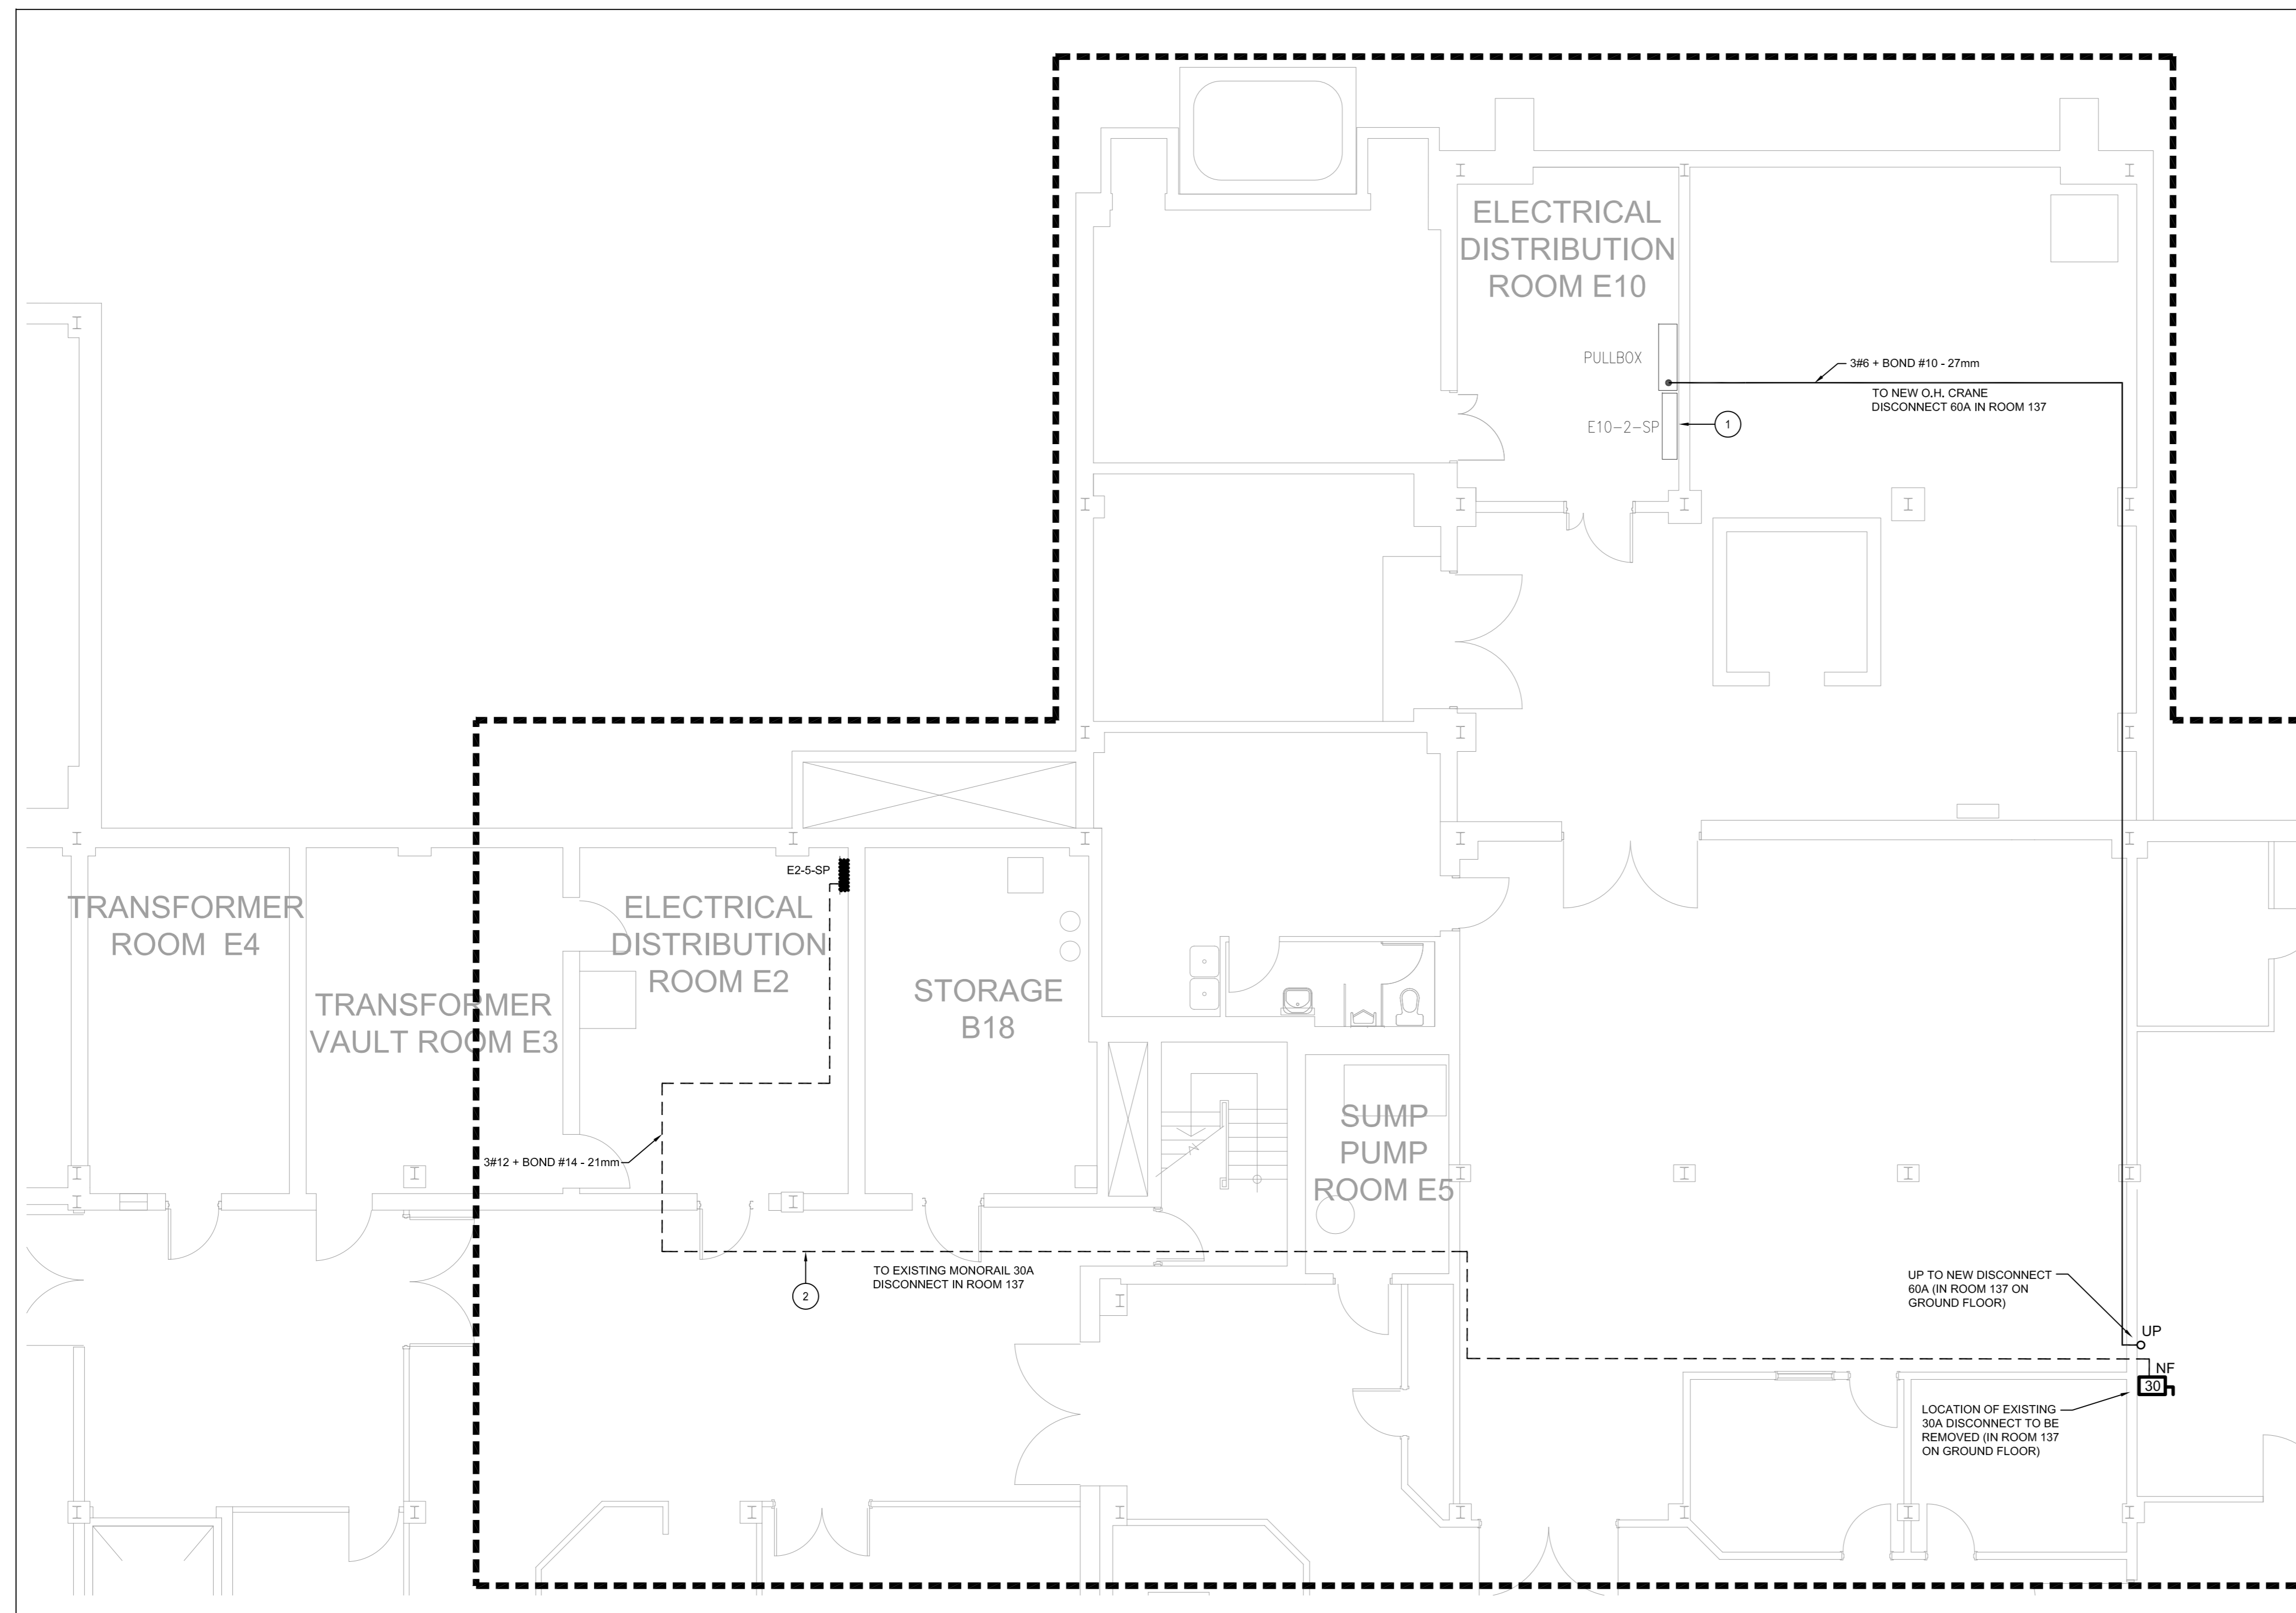 ELECTRICAL
DISTRIBUTION
ROOM E10
PULLBOX
3#6 + BOND #10 - 27mm
TO NEW O.H. CRANE
DISCONNECT 60A IN ROOM 137
E10-2-SP
1
E2-5-SP
TRANSFORMER
ROOM E4
ELECTRICAL
DISTRIBUTION
ROOM E2
TRANSFORMER
VAULT ROOM E3
STORAGE
B18
SUMP
PUMP
ROOM E5
3#12 + BOND #14 - 21mm
TO EXISTING MONORAIL 30A
DISCONNECT IN ROOM 137
2
UP TO NEW DISCONNECT
60A (IN ROOM 137 ON
GROUND FLOOR)
UP
NF
30
LOCATION OF EXISTING
30A DISCONNECT TO BE
REMOVED (IN ROOM 137
ON GROUND FLOOR)